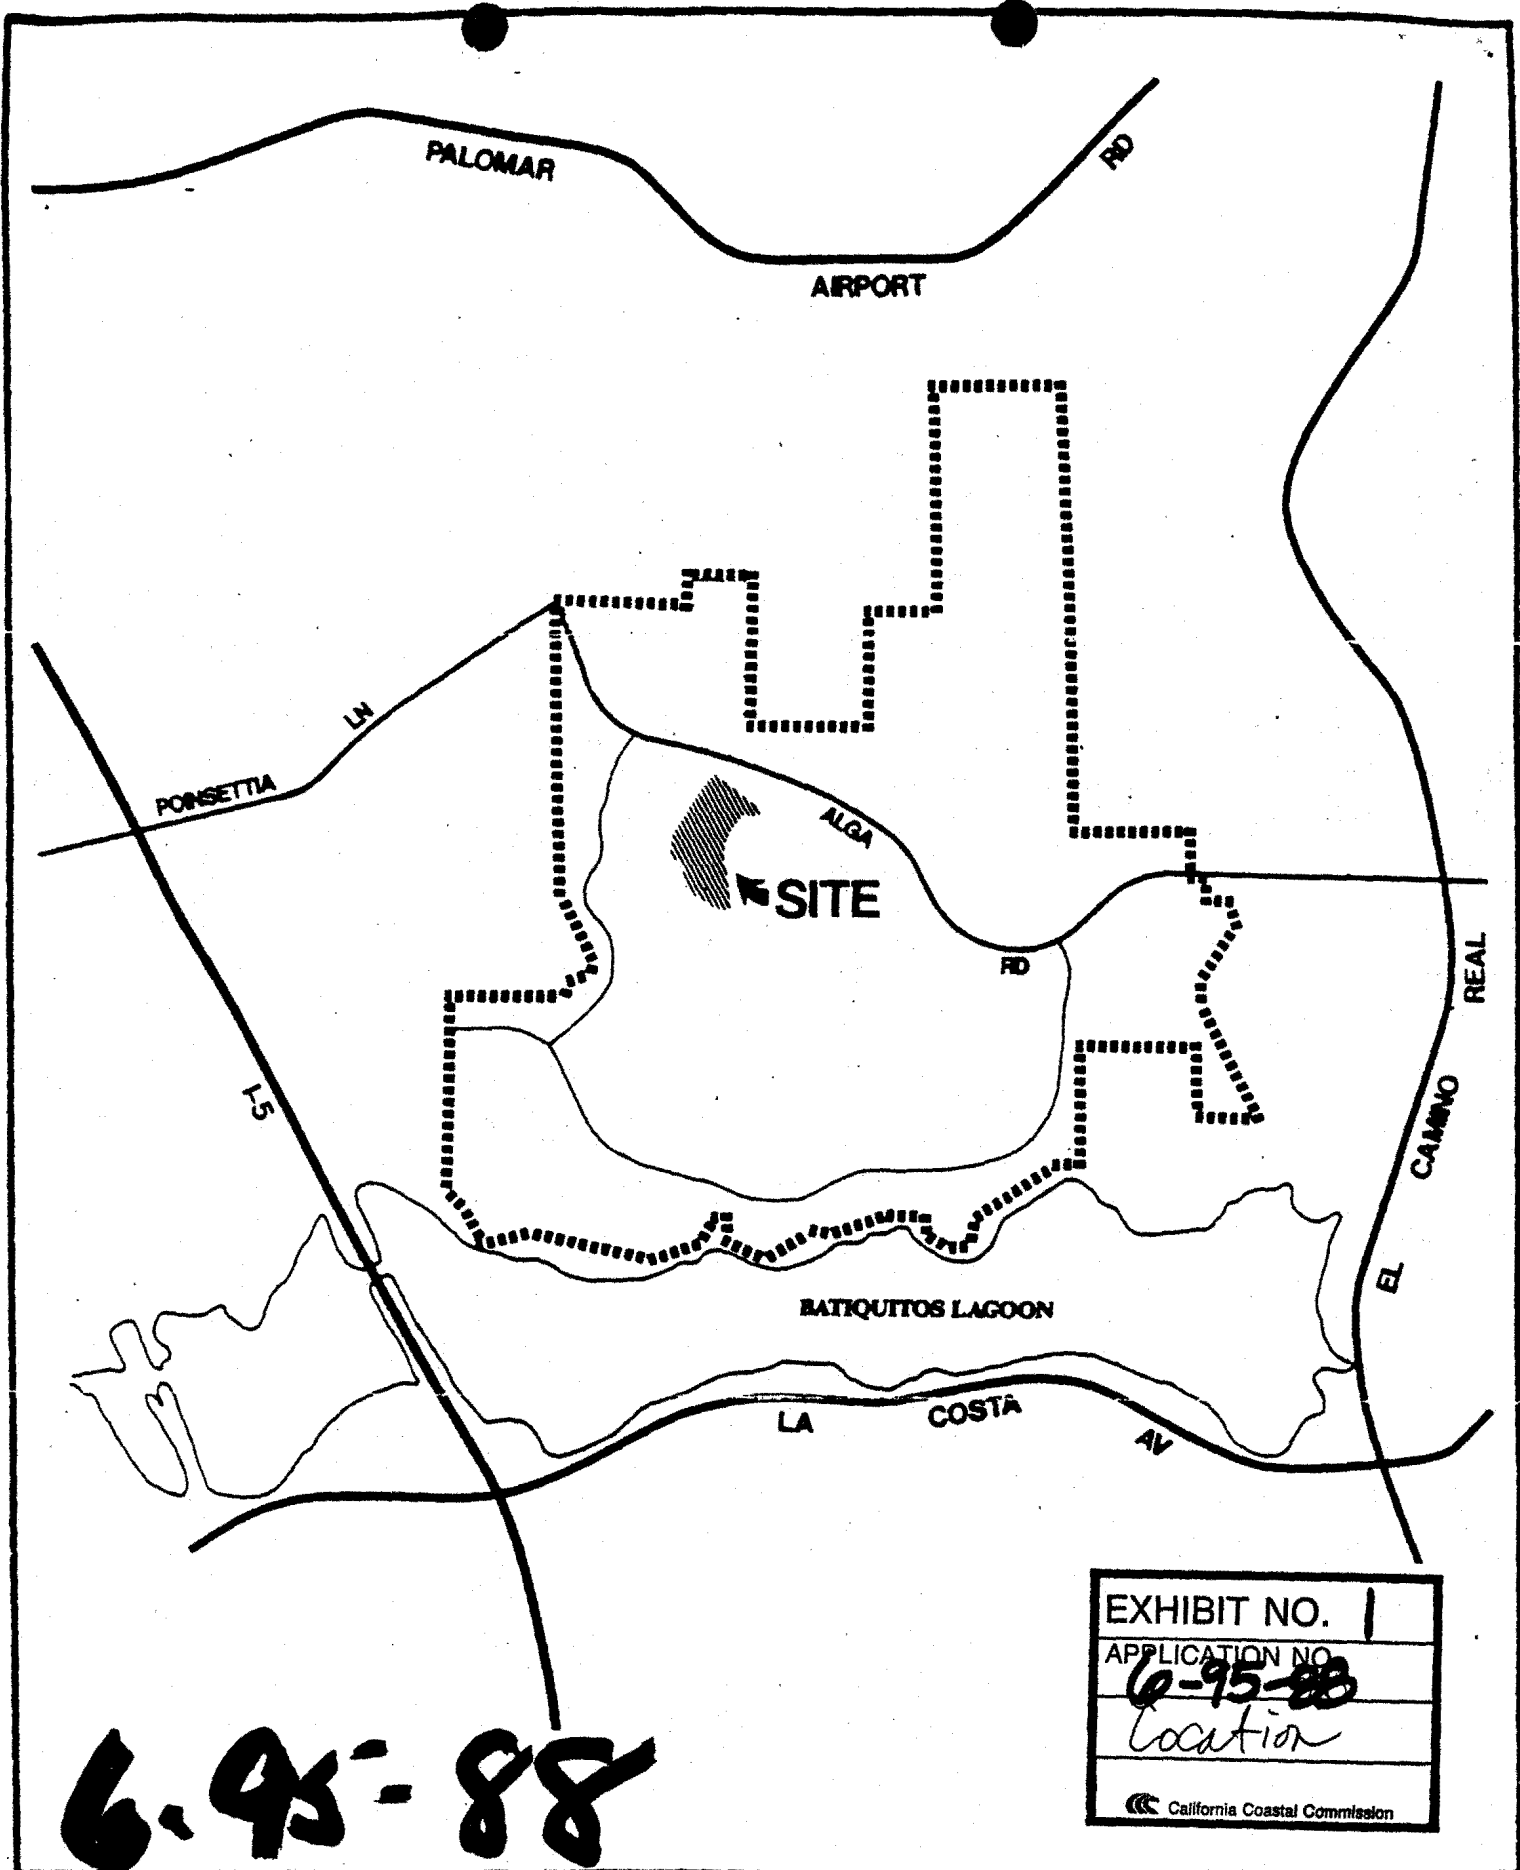 PALOMAR
RD
AIRPORT
LN
POINSETTIA
ALGA
SITE
RD
REAL
I-5
CAMINO
EL
BATIQUITOS LAGOON
LA
COSTA
AV
EXHIBIT NO. 1
APPLICATION NO.
6-95-88
Location
California Coastal Commission
6-95-88